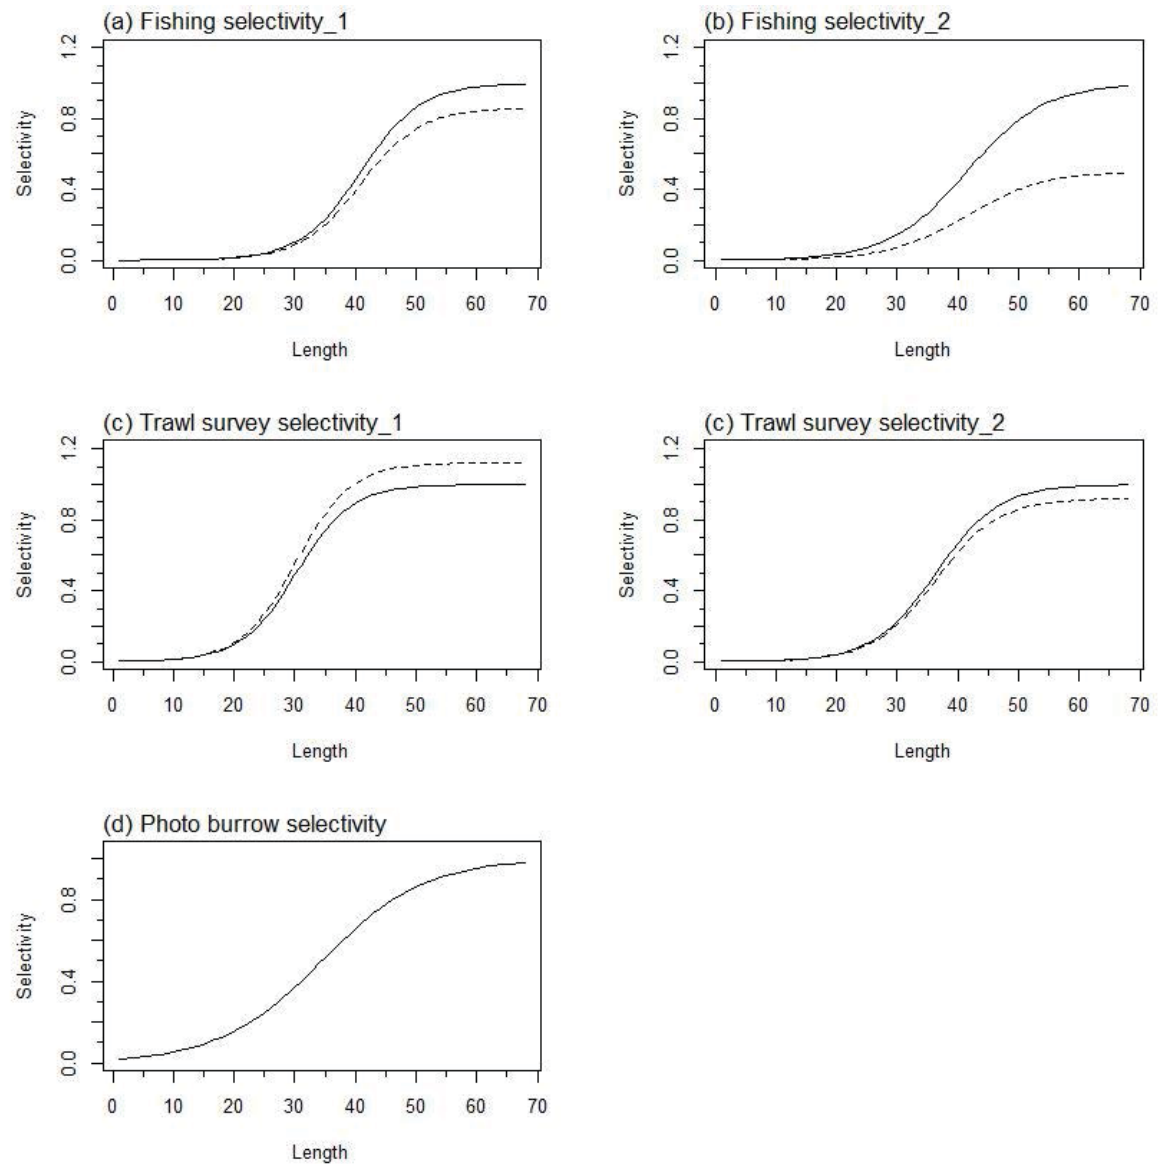 (a) Fishing selectivity_1
(b) Fishing selectivity_2
Selectivity
0.0 0.4 0.8 1.2
0 10 20 30 40 50 60 70
Length
Selectivity
0.0 0.4 0.8 1.2
0 10 20 30 40 50 60 70
Length
(c) Trawl survey selectivity_1
(c) Trawl survey selectivity_2
Selectivity
0.0 0.4 0.8 1.2
0 10 20 30 40 50 60 70
Length
Selectivity
0.0 0.4 0.8 1.2
0 10 20 30 40 50 60 70
Length
(d) Photo burrow selectivity
Selectivity
0.0 0.4 0.8
0 10 20 30 40 50 60 70
Length